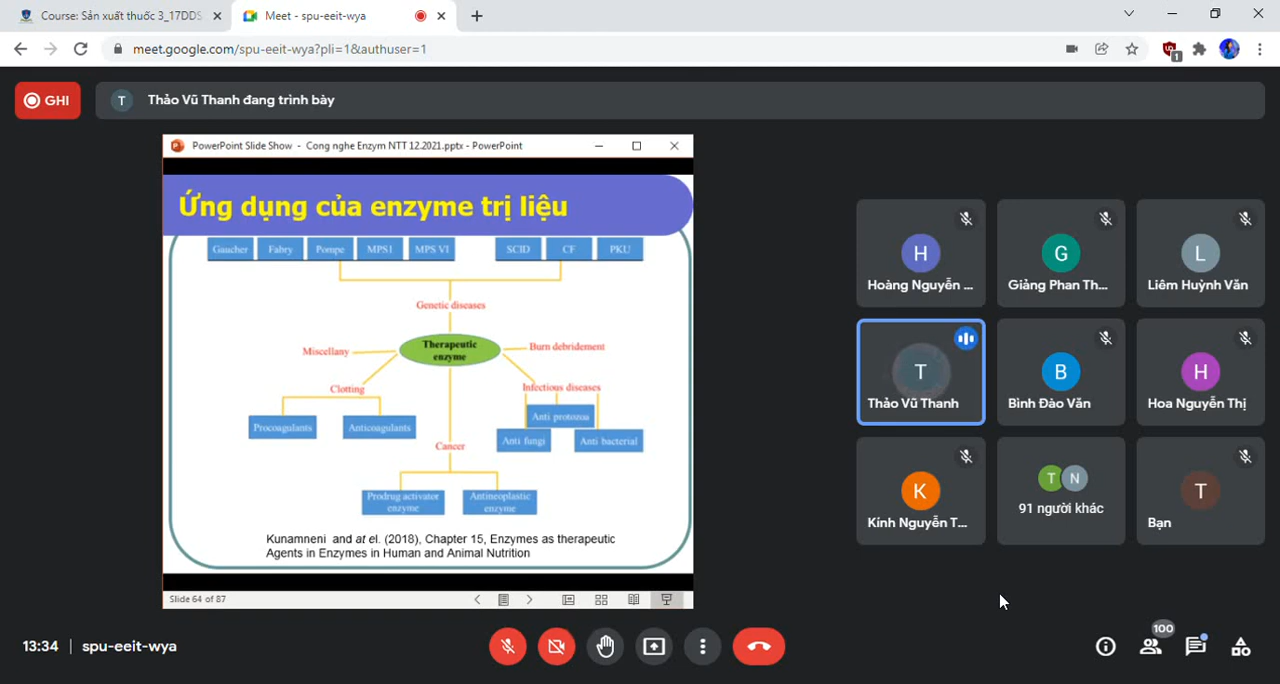 Course: Sản xuất thuốc 3_17DDS
Meet - spu-eeit-wya
meet.google.com/spu-eeit-wya?pli=1&authuser=1
1
GHI
T
Thảo Vũ Thanh đang trình bày
PowerPoint Slide Show - Cong nghe Enzym NTT 12.2021.pptx - PowerPoint
Ứng dụng của enzyme trị liệu
Gaucher
Fabry
Pompe
MPS1
MPS VI
SCID
CF
PKU
Genetic diseases
Therapeutic
enzyme
Miscellany
Burn debridement
Clotting
Infectious diseases
Procoagulants
Anticoagulants
Anti protozoa
Anti fungi
Anti bacterial
Cancer
Prodrug activater
enzyme
Antineoplastic
enzyme
Kunamneni and at el. (2018), Chapter 15, Enzymes as therapeutic
Agents in Enzymes in Human and Animal Nutrition
Slide 64 of 87
H
Hoàng Nguyễn ...
G
Giảng Phan Th...
L
Liêm Huỳnh Văn
T
Thảo Vũ Thanh
B
Bình Đào Văn
H
Hoa Nguyễn Thị
K
Kính Nguyễn T...
T N
91 người khác
T
Bạn
13:34 | spu-eeit-wya
100